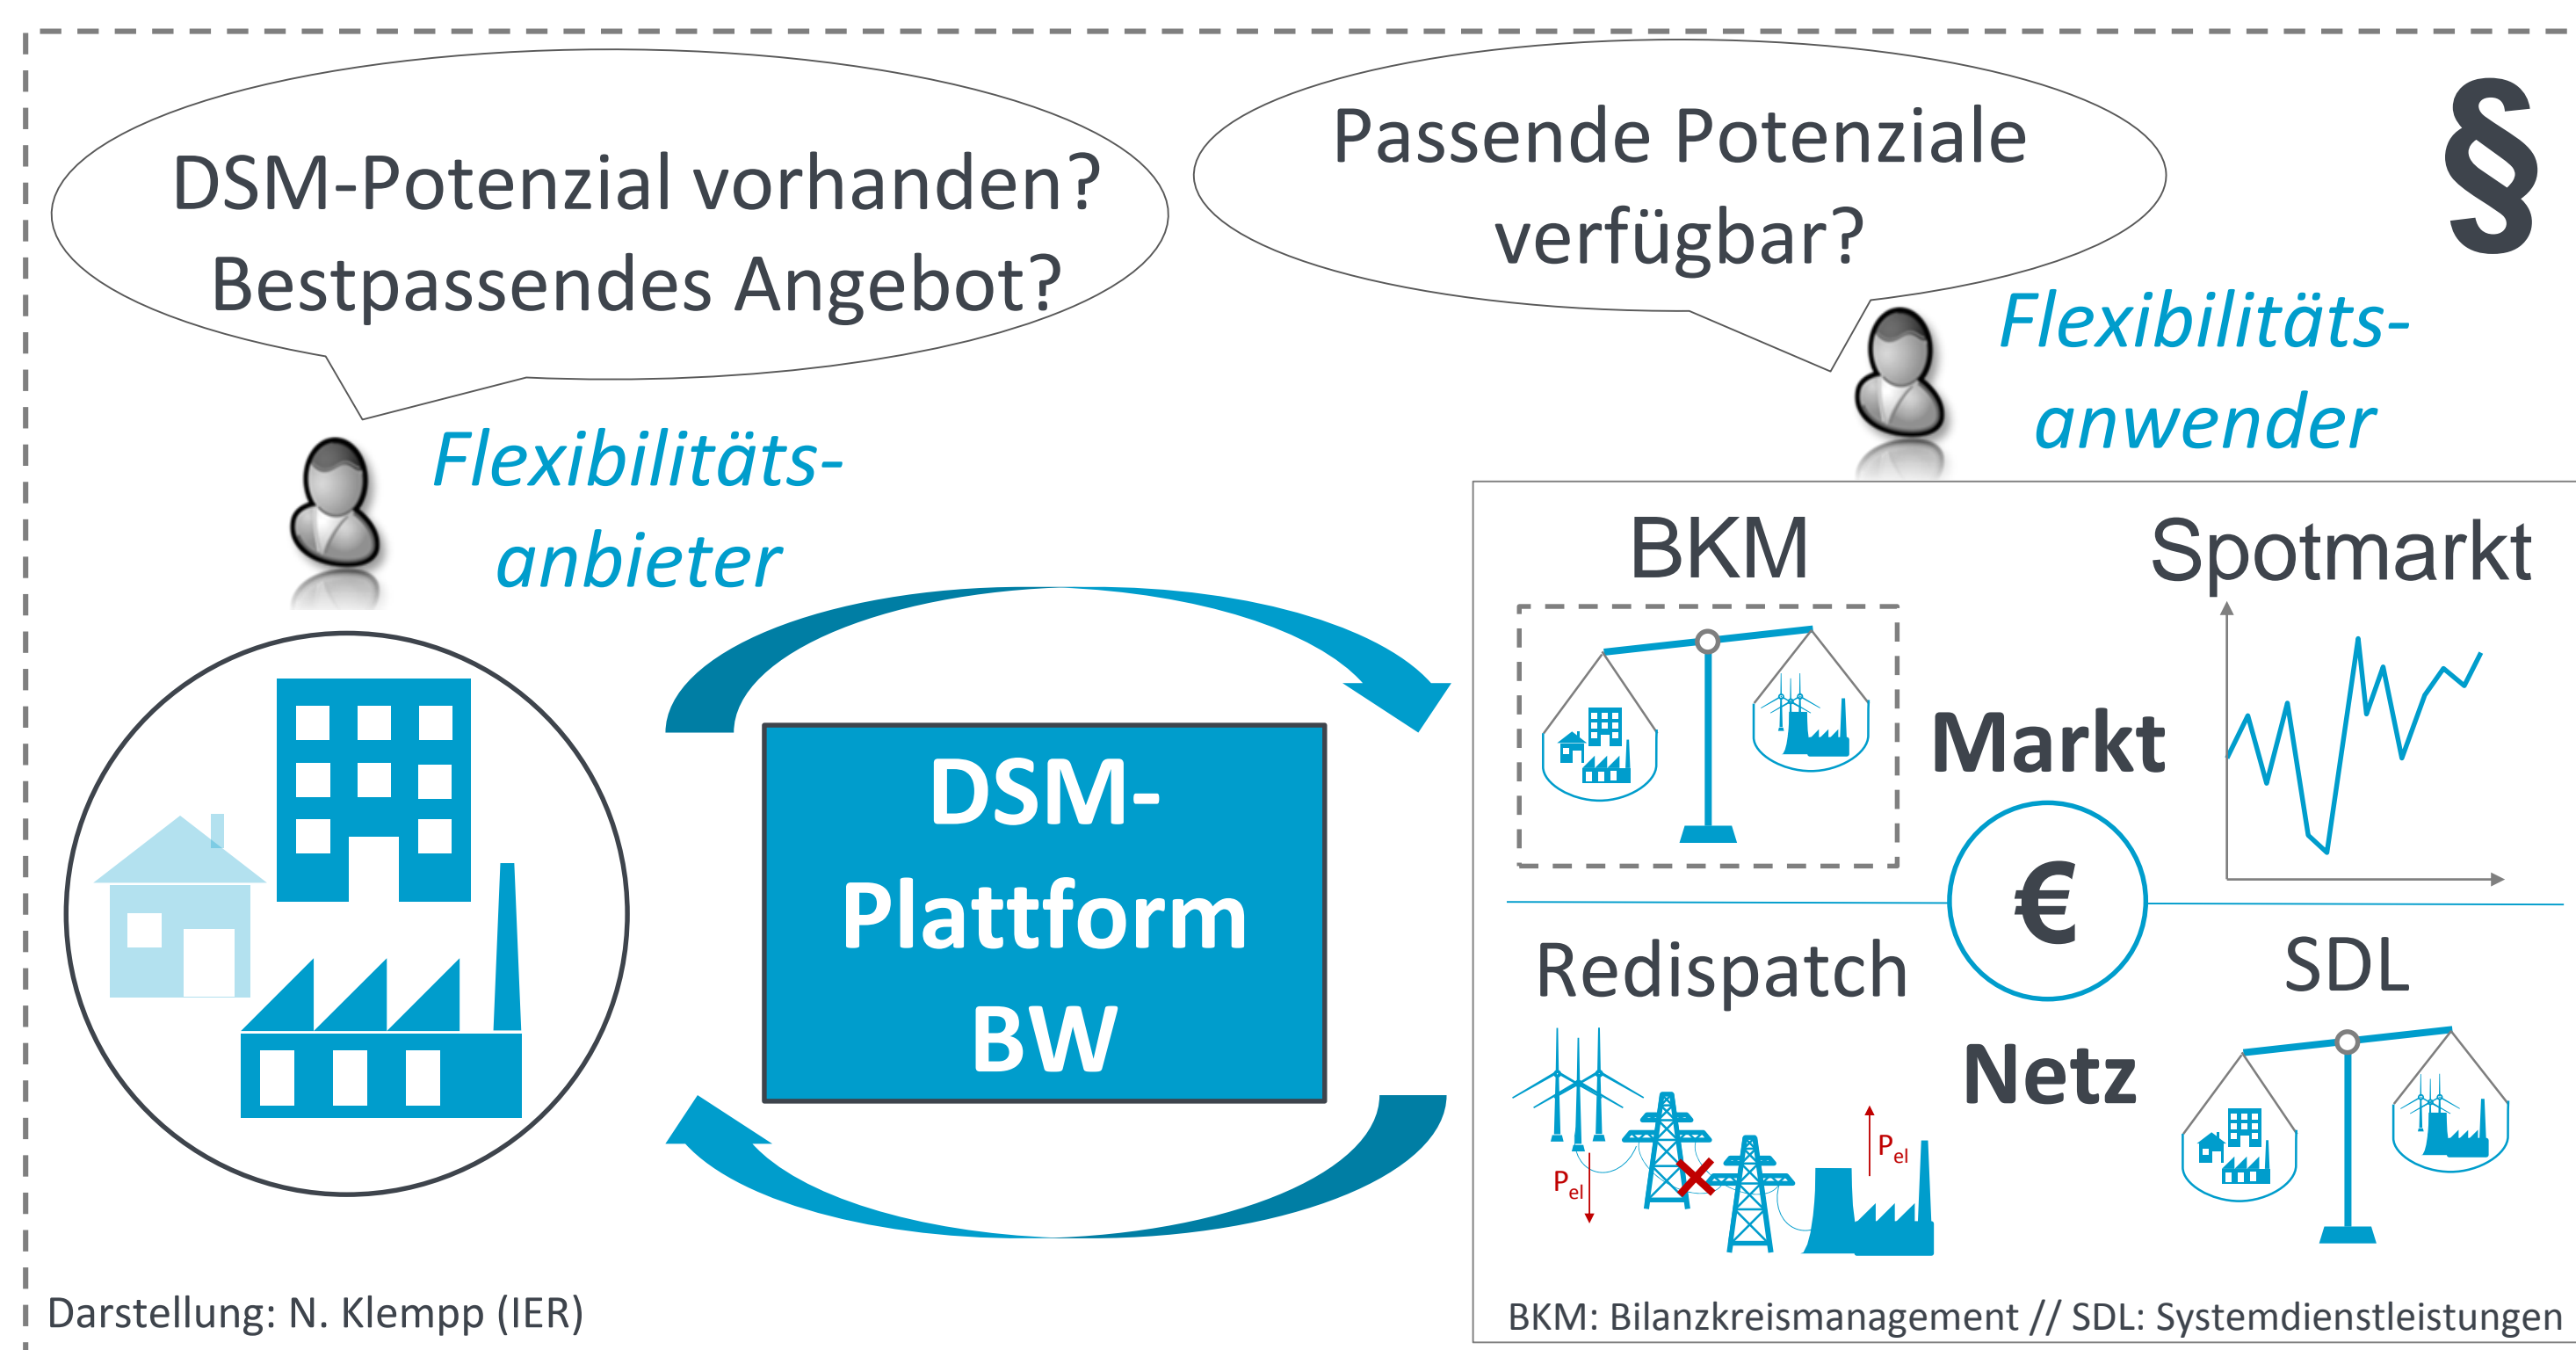 DSM-Potenzial vorhanden?
Bestpassendes Angebot?
Passende Potenziale
verfügbar?
§
Flexibilitäts-
anbieter
Flexibilitäts-
anwender
DSM-
Plattform
BW
BKM
Spotmarkt
Markt
€
Redispatch
SDL
Netz
Pel
Pel
Darstellung: N. Klempp (IER)
BKM: Bilanzkreismanagement // SDL: Systemdienstleistungen